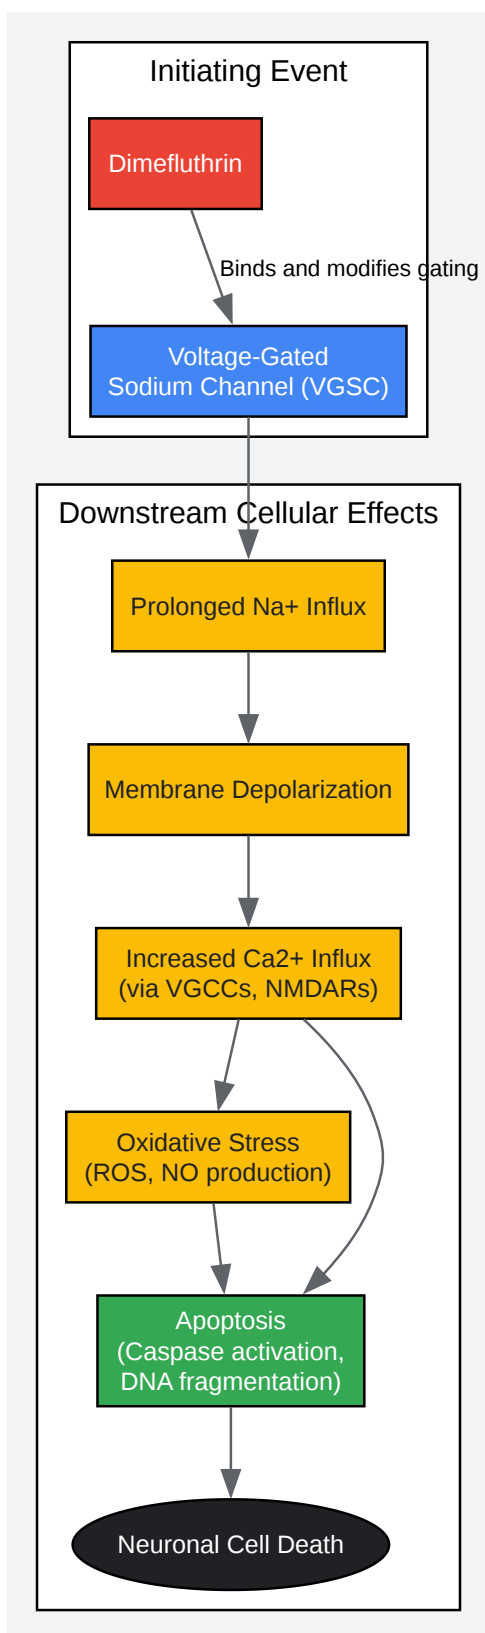 Initiating Event
Dimefluthrin
Binds and modifies gating
Voltage-Gated
Sodium Channel (VGSC)
Downstream Cellular Effects
Prolonged Na+ Influx
Membrane Depolarization
Increased Ca2+ Influx
(via VGCCs, NMDARs)
Oxidative Stress
(ROS, NO production)
Apoptosis
(Caspase activation,
DNA fragmentation)
Neuronal Cell Death